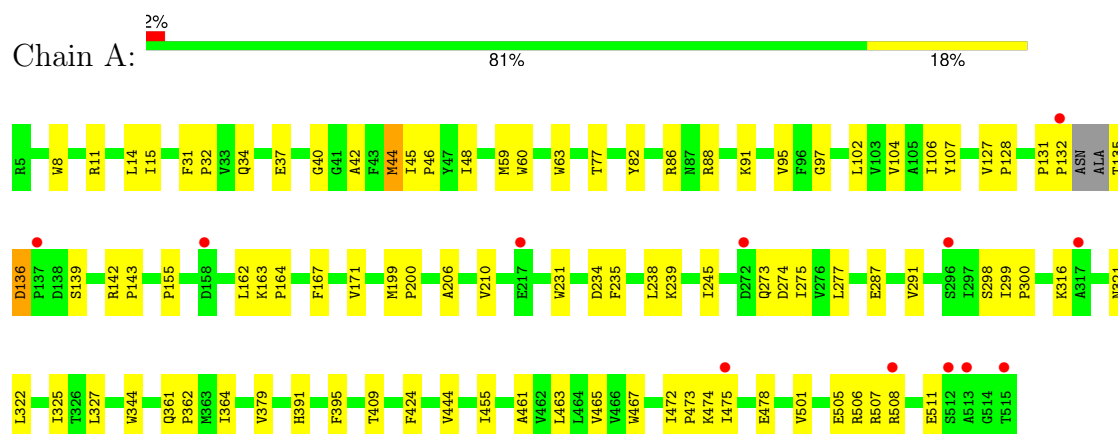 2%
Chain A:
81% 18%
R5 W8 R11 L14 I15 F31 P32 V33 Q34 E37 G40 G41 A42 F43 M44 I45 P46 Y47 I48 M59 W60 W63 T77 Y82 R86 N87 R88 K91 V95 F96 G97 L102 V103 V104 A105 I106 Y107 V127 P128 P131 P132 ASN ALA T135
D136 P137 D138 S139 R142 P143 P155 D158 L162 K163 P164 F167 V171 M199 P200 A206 V210 E217 W231 D234 F235 L238 K239 I245 D272 Q273 D274 I275 V276 L277 E287 V291 S296 I297 S298 I299 P300 K316 A317
L322 I325 T326 L327 W344 Q361 P362 M363 I364 V379 H391 F395 T409 F424 V444 I455 A461 V462 L463 L464 V465 V466 W467 I472 P473 K474 I475 E478 V501 E505 R506 R507 R508 E511 S512 A513 G514 T515